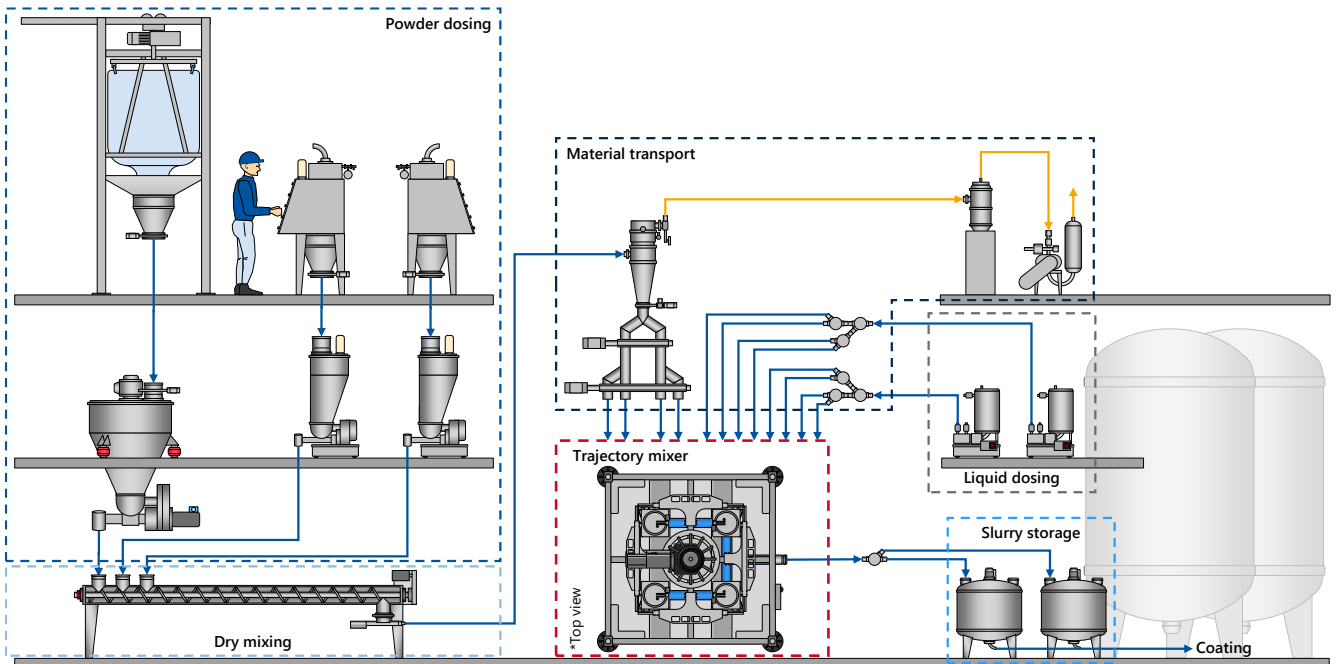 Powder dosing
Material transport
Trajectory mixer
Liquid dosing
Slurry storage
*Top view
Dry mixing
Coating